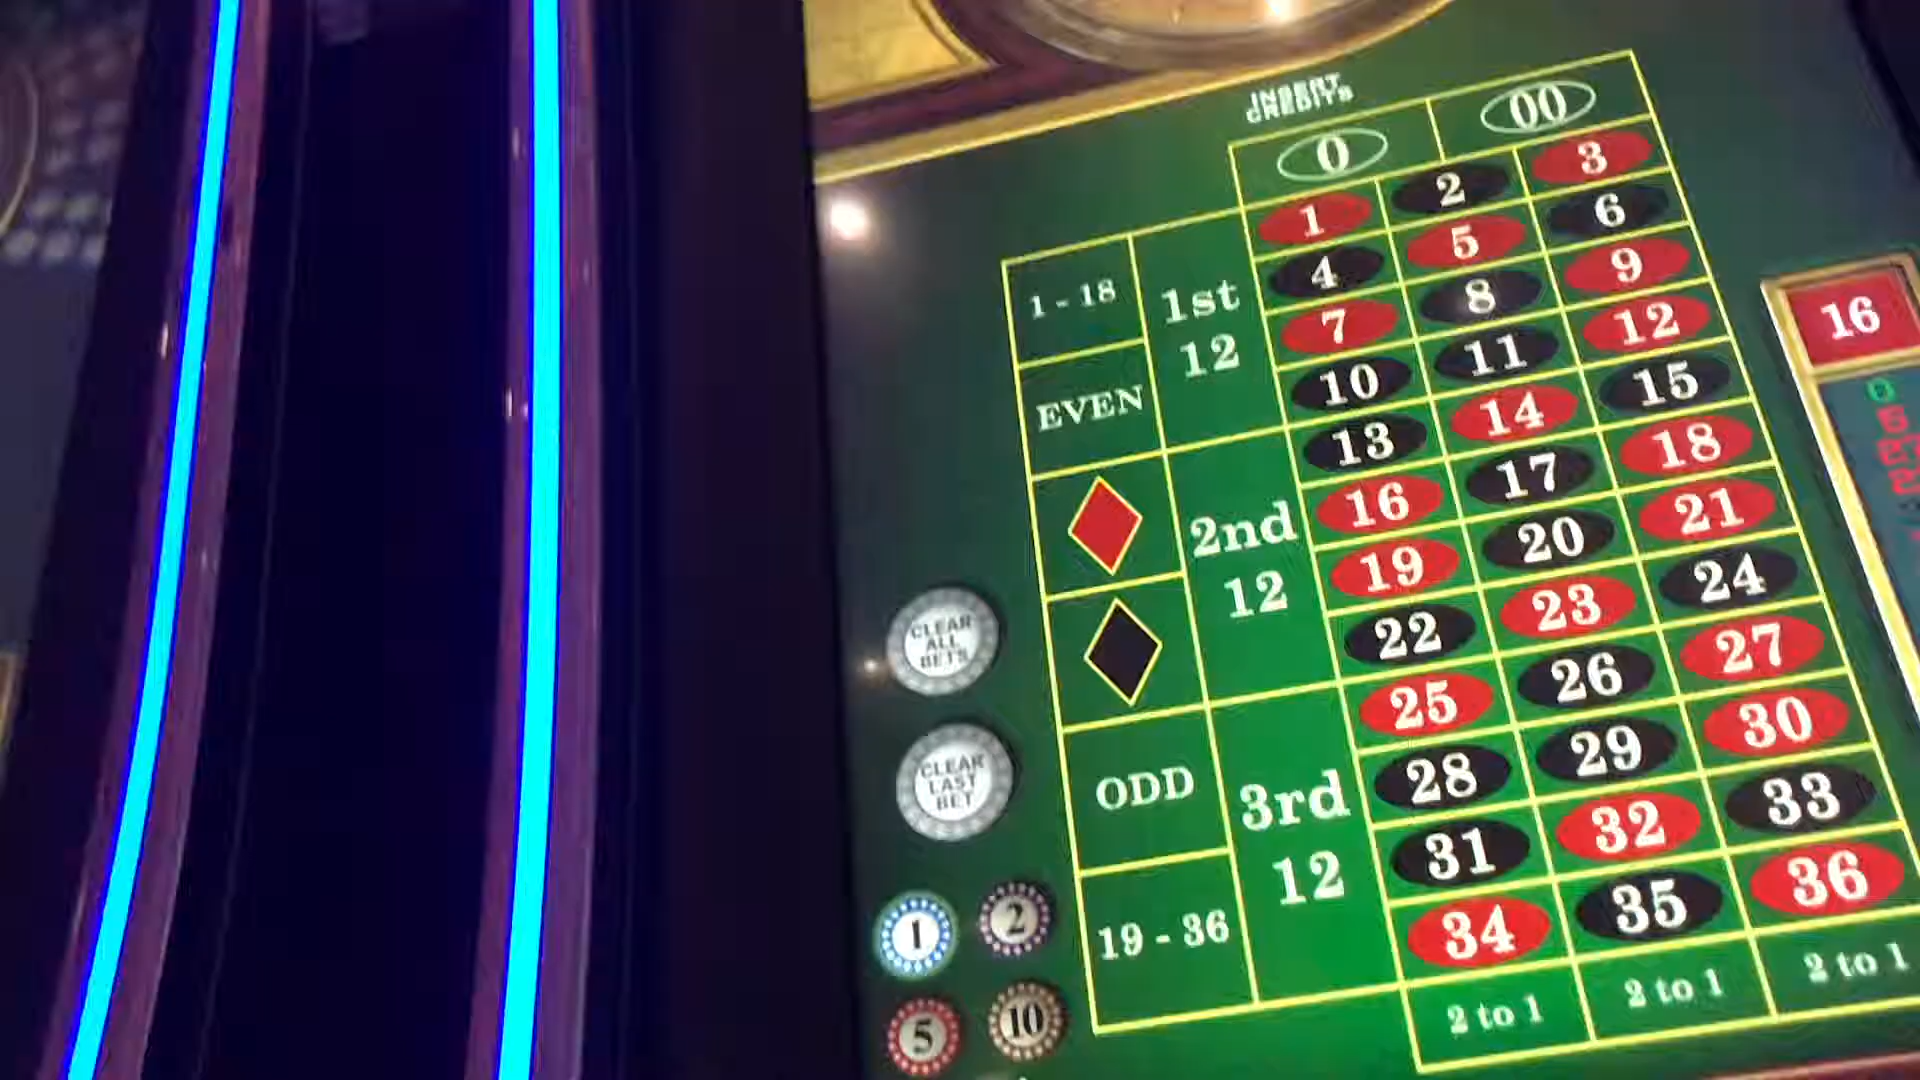 INSERT
CREDITS
0 00
1 2 3
4 5 6
7 8 9
10 11 12
13 14 15
16 17 18
19 20 21
22 23 24
25 26 27
28 29 30
31 32 33
34 35 36
2 to 1 2 to 1 2 to 1
1st
12
2nd
12
3rd
12
1 - 18
EVEN
ODD
19 - 36
CLEAR
ALL
BETS
CLEAR
LAST
BET
1 2
5 10
16